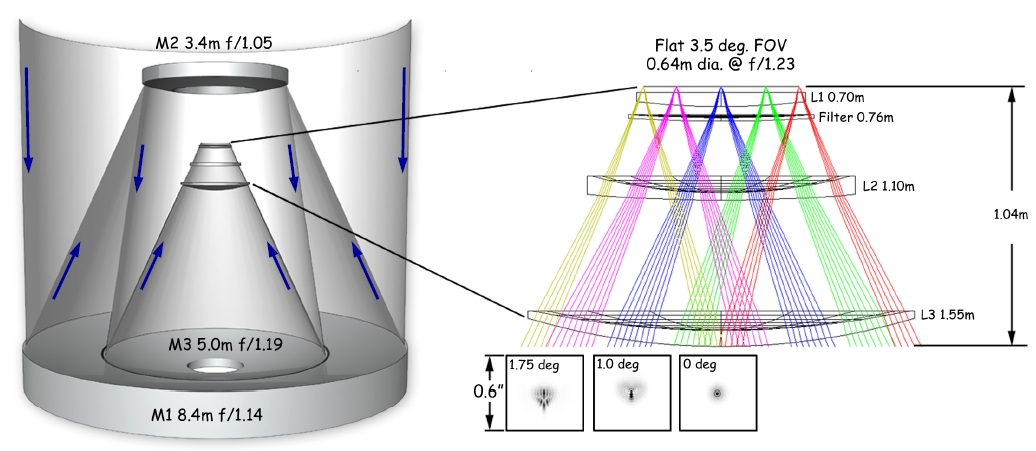 M2 3.4m f/1.05
M3 5.0m f/1.19
M1 8.4m f/1.14
Flat 3.5 deg. FOV
0.64m dia. @ f/1.23
L1 0.70m
Filter 0.76m
L2 1.10m
1.04m
L3 1.55m
0.6"
1.75 deg
1.0 deg
0 deg